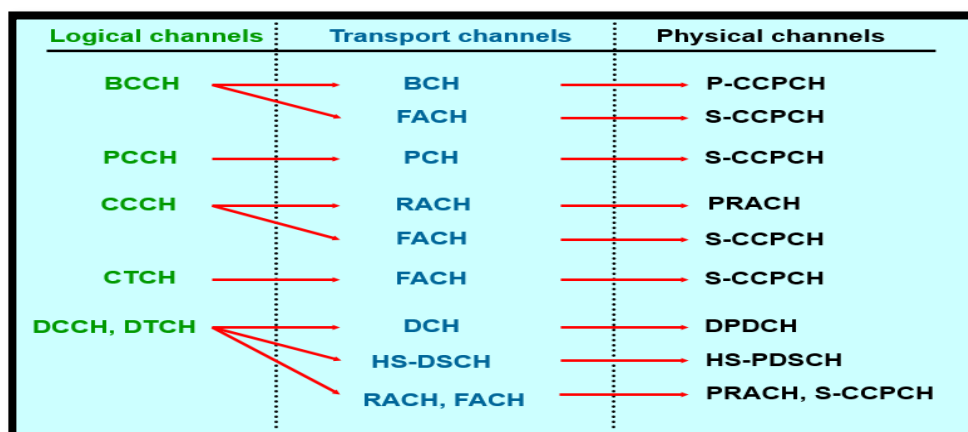 Logical channels Transport channels Physical channels
BCCH BCH P-CCPCH
FACH S-CCPCH
PCCH PCH S-CCPCH
CCCH RACH PRACH
FACH S-CCPCH
CTCH FACH S-CCPCH
DCCH, DTCH DCH DPDCH
HS-DSCH HS-PDSCH
RACH, FACH PRACH, S-CCPCH